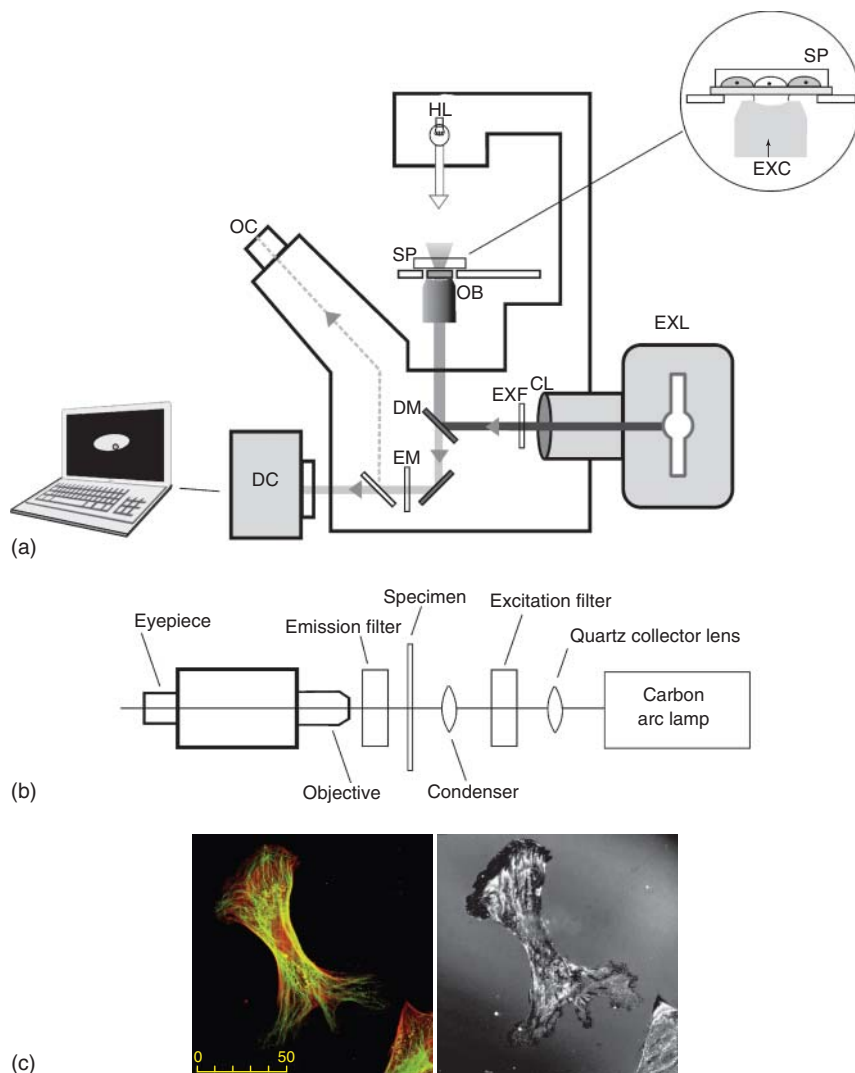 SP
HL
EXC
OC
SP
OB
EXL
CL
EXF
DM
EM
DC
(a)
Specimen
Excitation filter
Eyepiece
Emission filter
Quartz collector lens
Carbon
arc lamp
(b)
Objective
Condenser
0 50
(c)